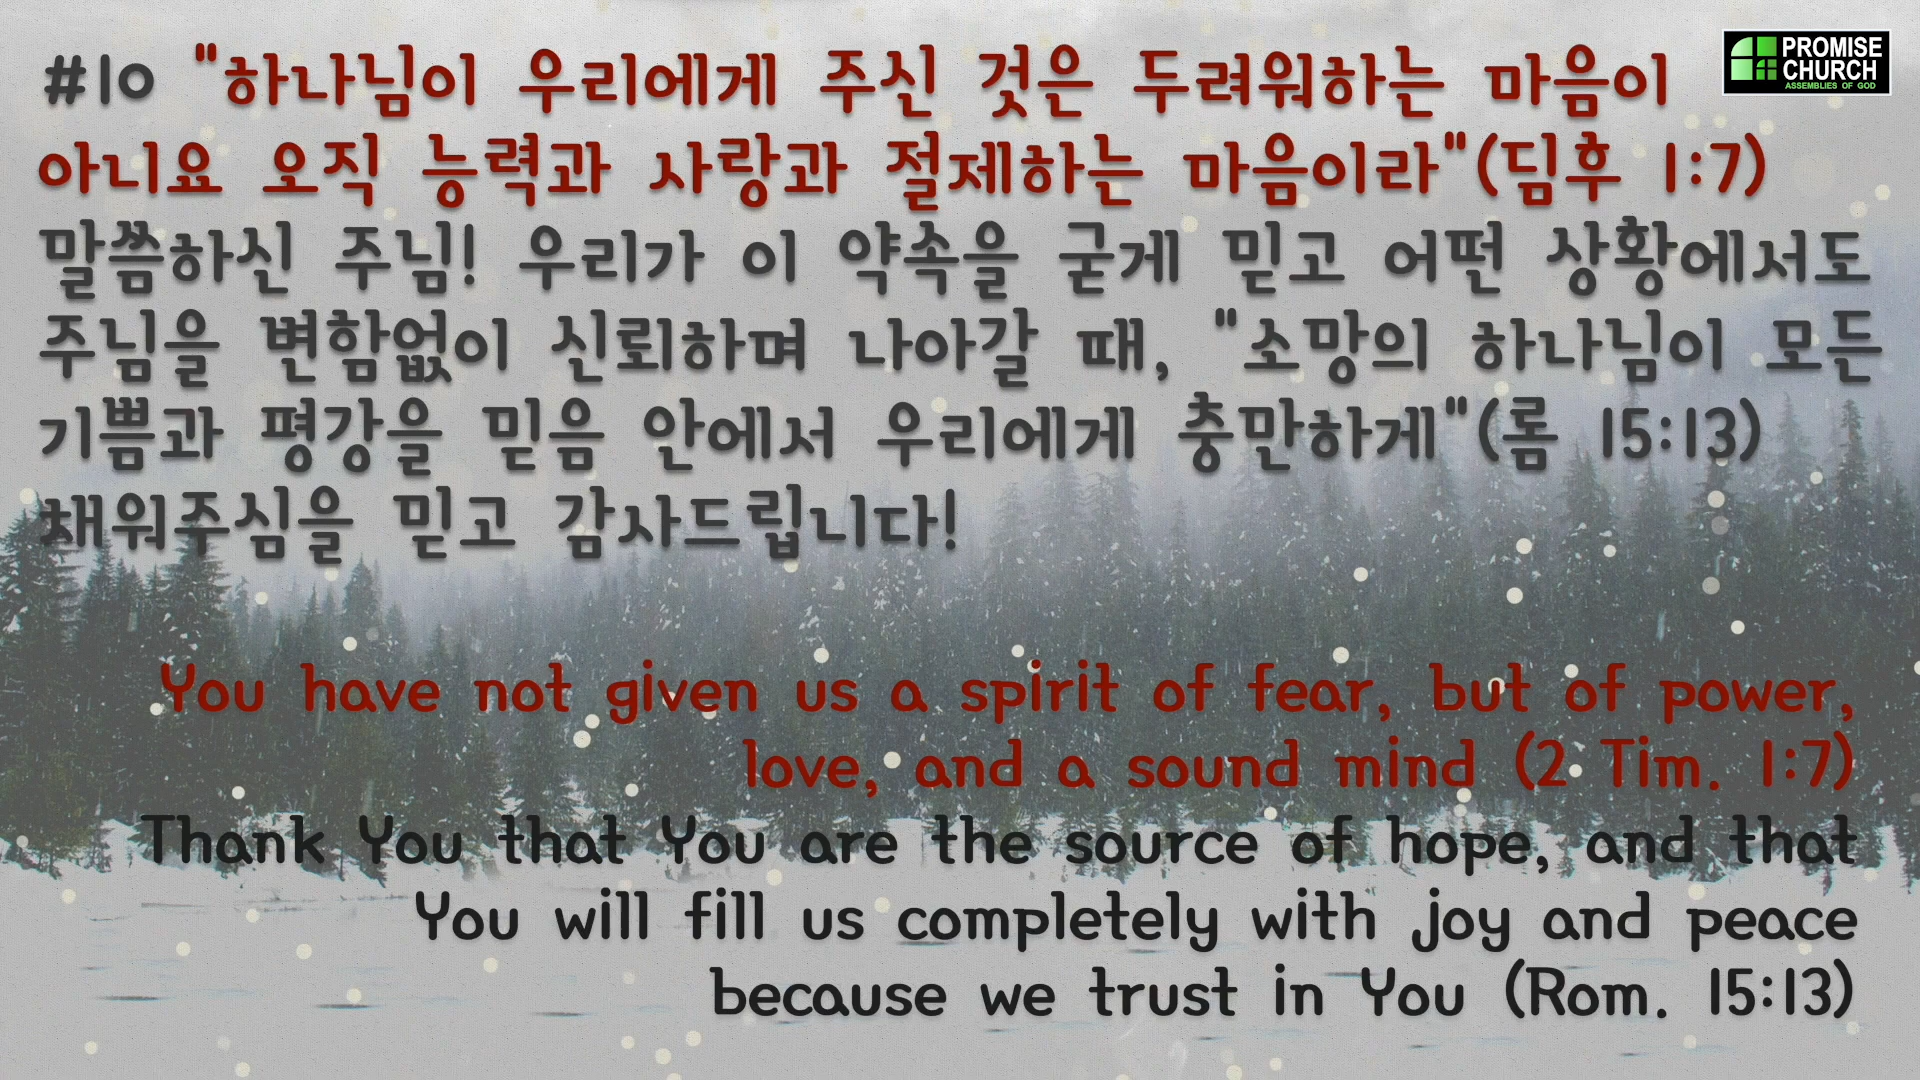 #10 "하나님이 우리에게 주신 것은 두려워하는 마음이
아니요 오직 능력과 사랑과 절제하는 마음이라"(딤후 1:7)
말씀하신 주님! 우리가 이 약속을 굳게 믿고 어떤 상황에서도
주님을 변함없이 신뢰하며 나아갈 때, "소망의 하나님이 모든
기쁨과 평강을 믿음 안에서 우리에게 충만하게"(롬 15:13)
채워주심을 믿고 감사드립니다!
PROMISE
CHURCH
ASSEMBLIES OF GOD
You have not given us a spirit of fear, but of power,
love, and a sound mind (2 Tim. 1:7)
Thank You that You are the source of hope, and that
You will fill us completely with joy and peace
because we trust in You (Rom. 15:13)